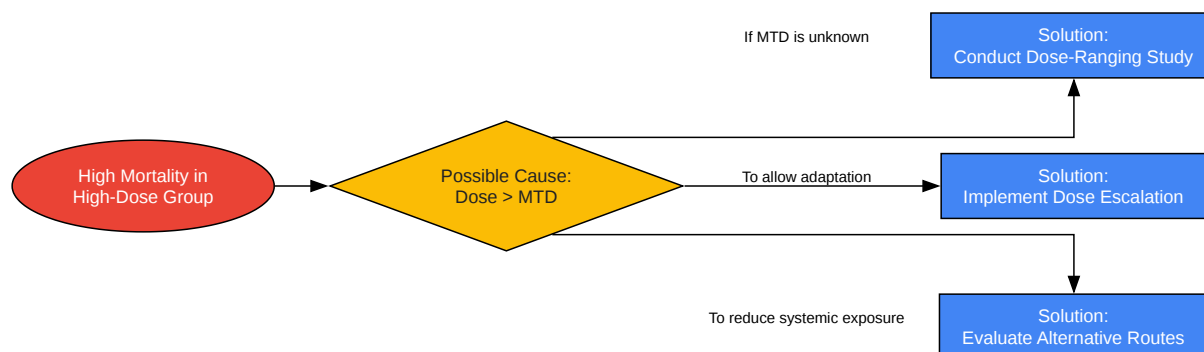 If MTD is unknown
Solution:
Conduct Dose-Ranging Study
High Mortality in
High-Dose Group
Possible Cause:
Dose > MTD
To allow adaptation
Solution:
Implement Dose Escalation
To reduce systemic exposure
Solution:
Evaluate Alternative Routes